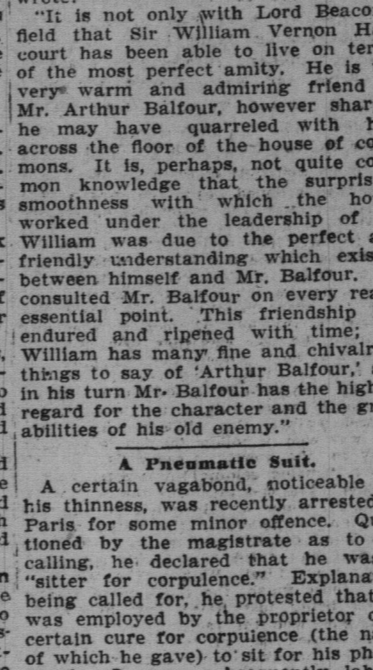 "It is not only with Lord Beaco
field that Sir William Vernon H
court has been able to live on ter
of the most perfect amity. He is
very warm and admiring friend
Mr. Arthur Balfour, however shar
he may have quarreled with
across the floor of the house of co
mons. It is, perhaps, not quite co
mon knowledge that the surpris
smoothness with which the ho
worked under the leadership of
William was due to the perfect a
friendly understanding which exis
between himself and Mr. Balfour.
consulted Mr. Balfour on every rea
essential point. This friendship
endured and ripened with time;
William has many fine and chivalr
things to say of 'Arthur Balfour,'
in his turn Mr. Balfour has the high
regard for the character and the gr
abilities of his old enemy."
A Pneumatic Suit.
A certain vagabond, noticeable
his thinness, was recently arrested
Paris for some minor offence. Qu
tioned by the magistrate as to
calling, he declared that he was
"sitter for corpulence." Explana
being called for, he protested that
was employed by the proprietor o
certain cure for corpulence (the n
of which he gave) to sit for his ph